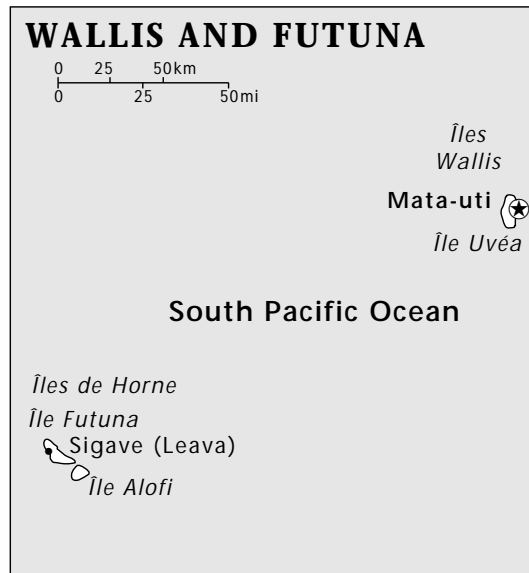 WALLIS AND FUTUNA
0 25 50km
0 25 50mi
Îles
Wallis
Mata-uti
Île Uvéa
South Pacific Ocean
Îles de Horne
Île Futuna
Sigave (Leava)
Île Alofi